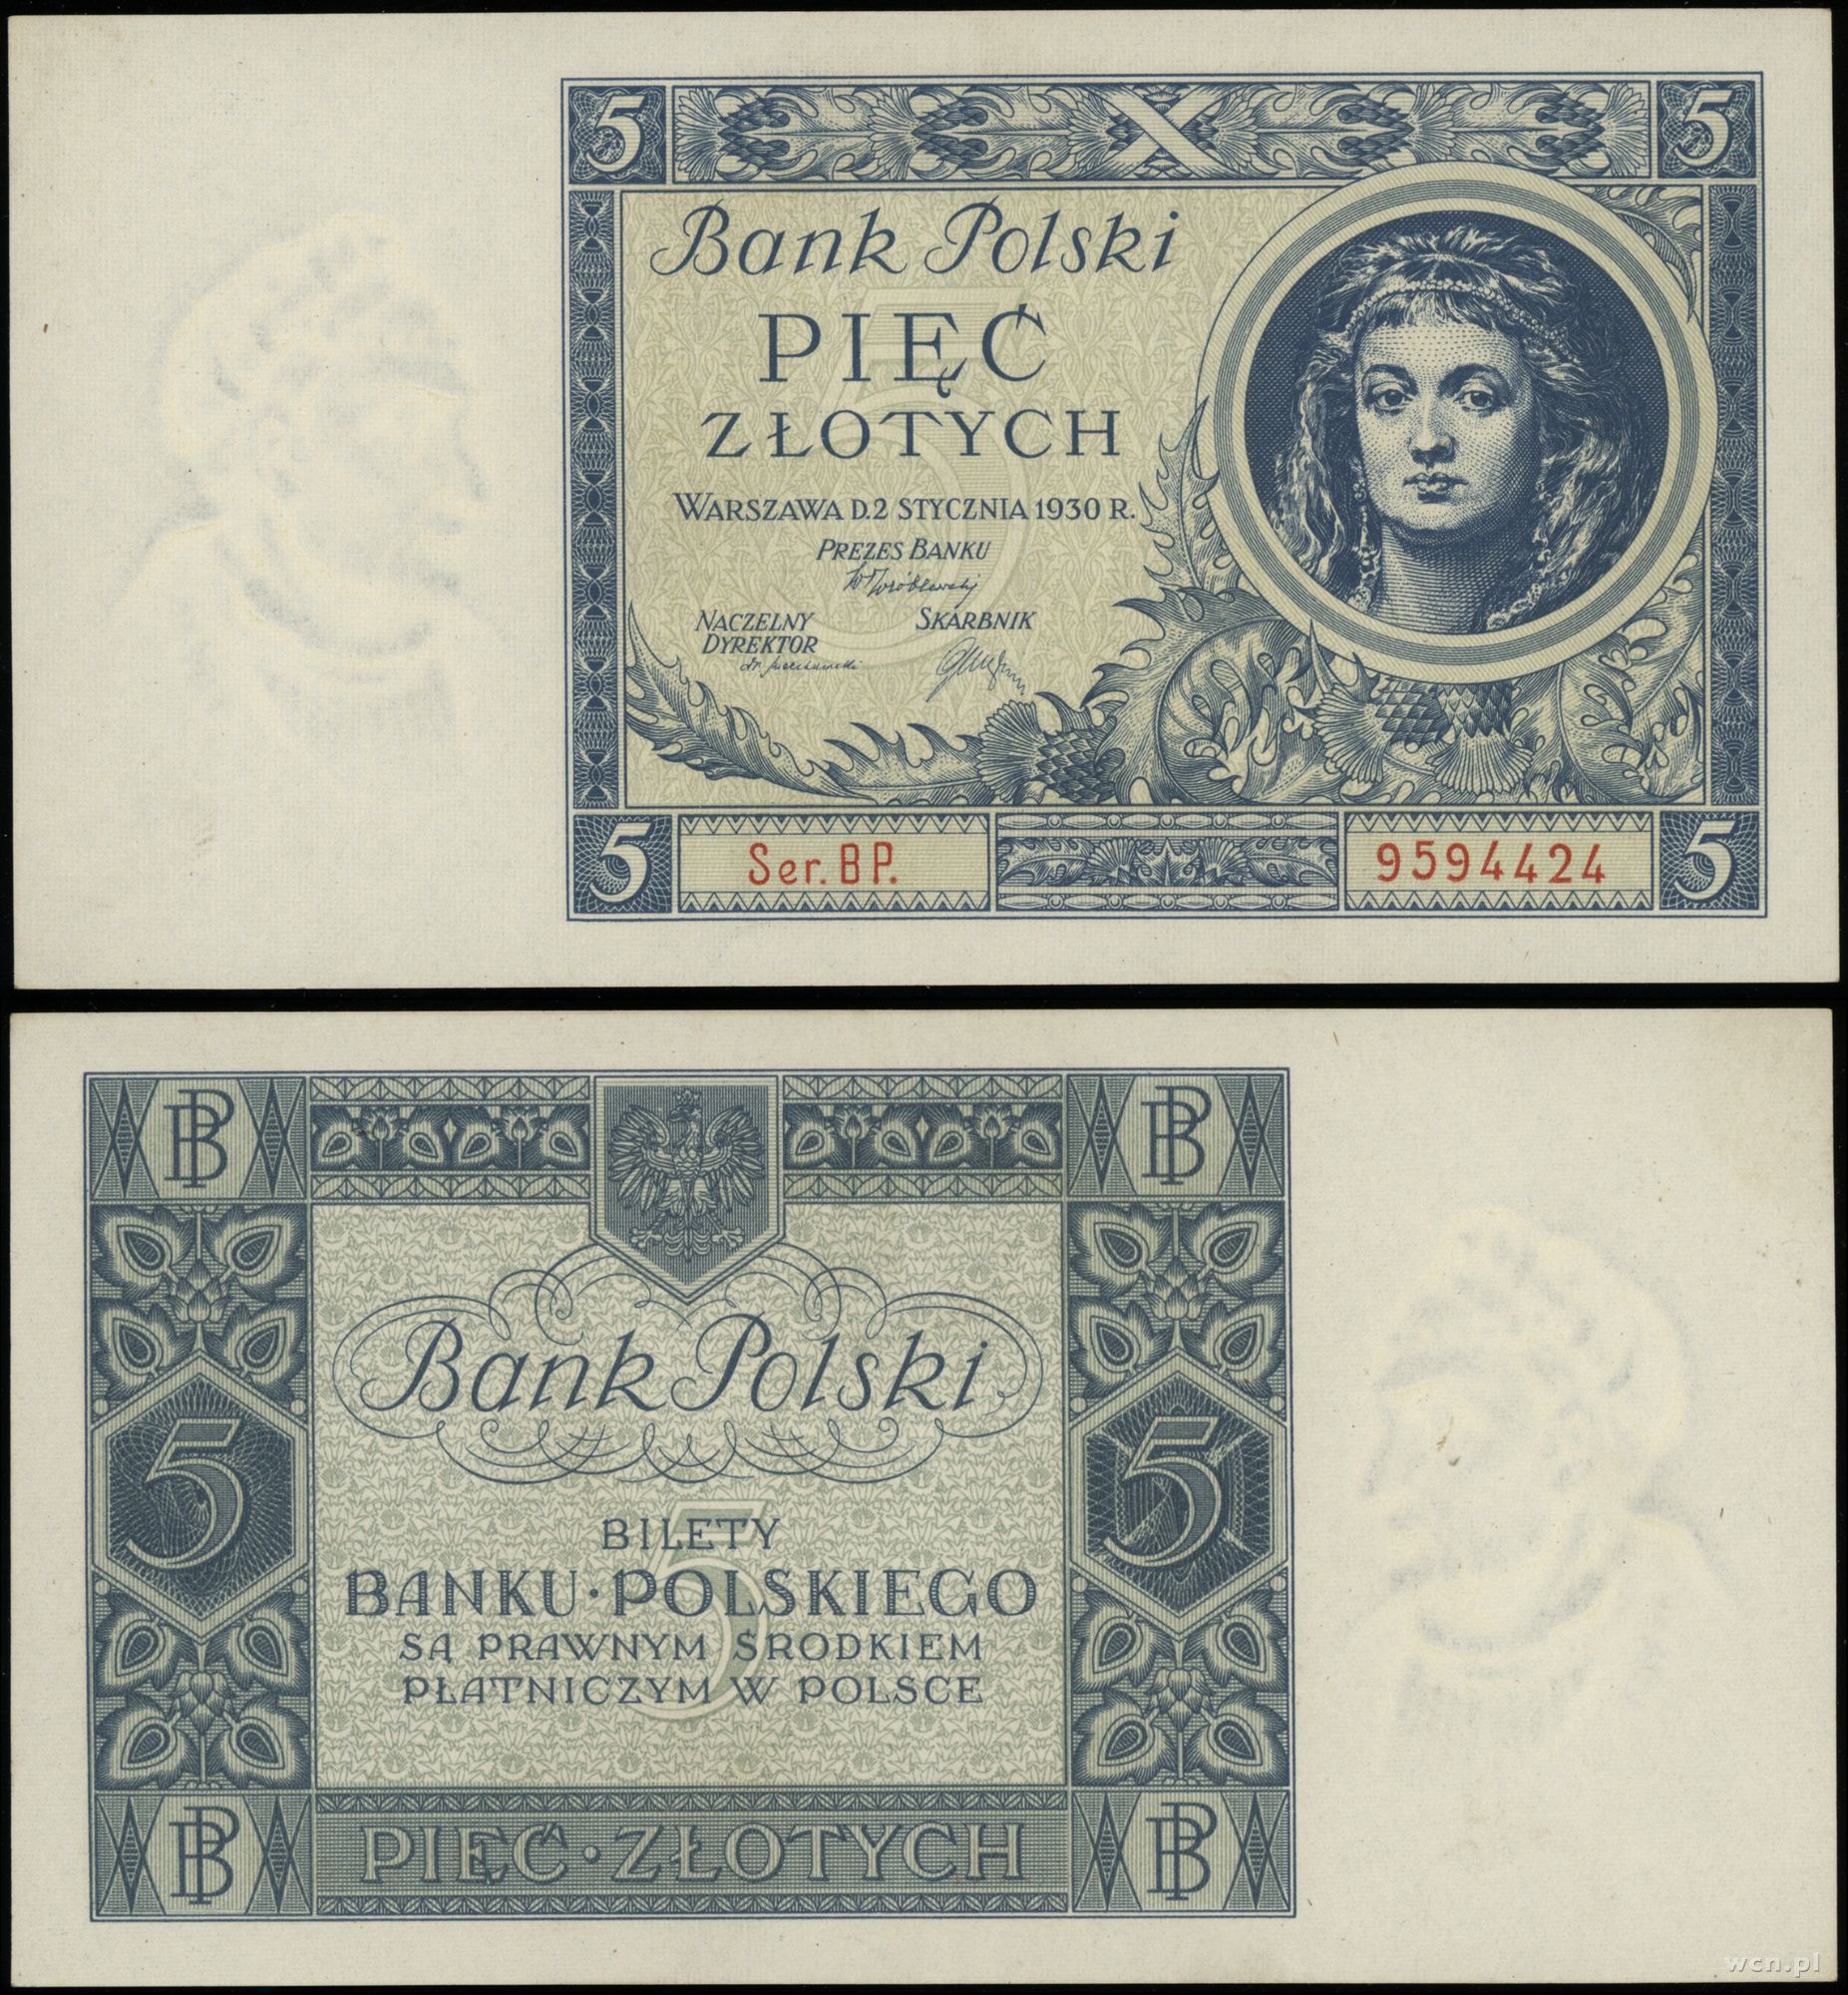 5
5
Bank Polski
PIĘĆ
ZŁOTYCH
WARSZAWA D. 2 STYCZNIA 1930 R.
PREZES BANKU
NACZELNY SKARBNIK
DYREKTOR
5 Ser. BP. 9594424 5
BP BP
Bank Polski
5 5
BILETY
BANKU·POLSKIEGO
SĄ PRAWNYM ŚRODKIEM
PŁATNICZYM W POLSCE
5
BP PIĘĆ·ZŁOTYCH BP
wcn.pl